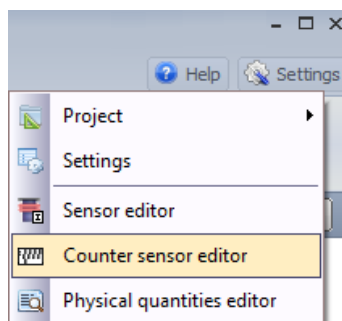 Help Settings
Project
Settings
Sensor editor
Counter sensor editor
Physical quantities editor